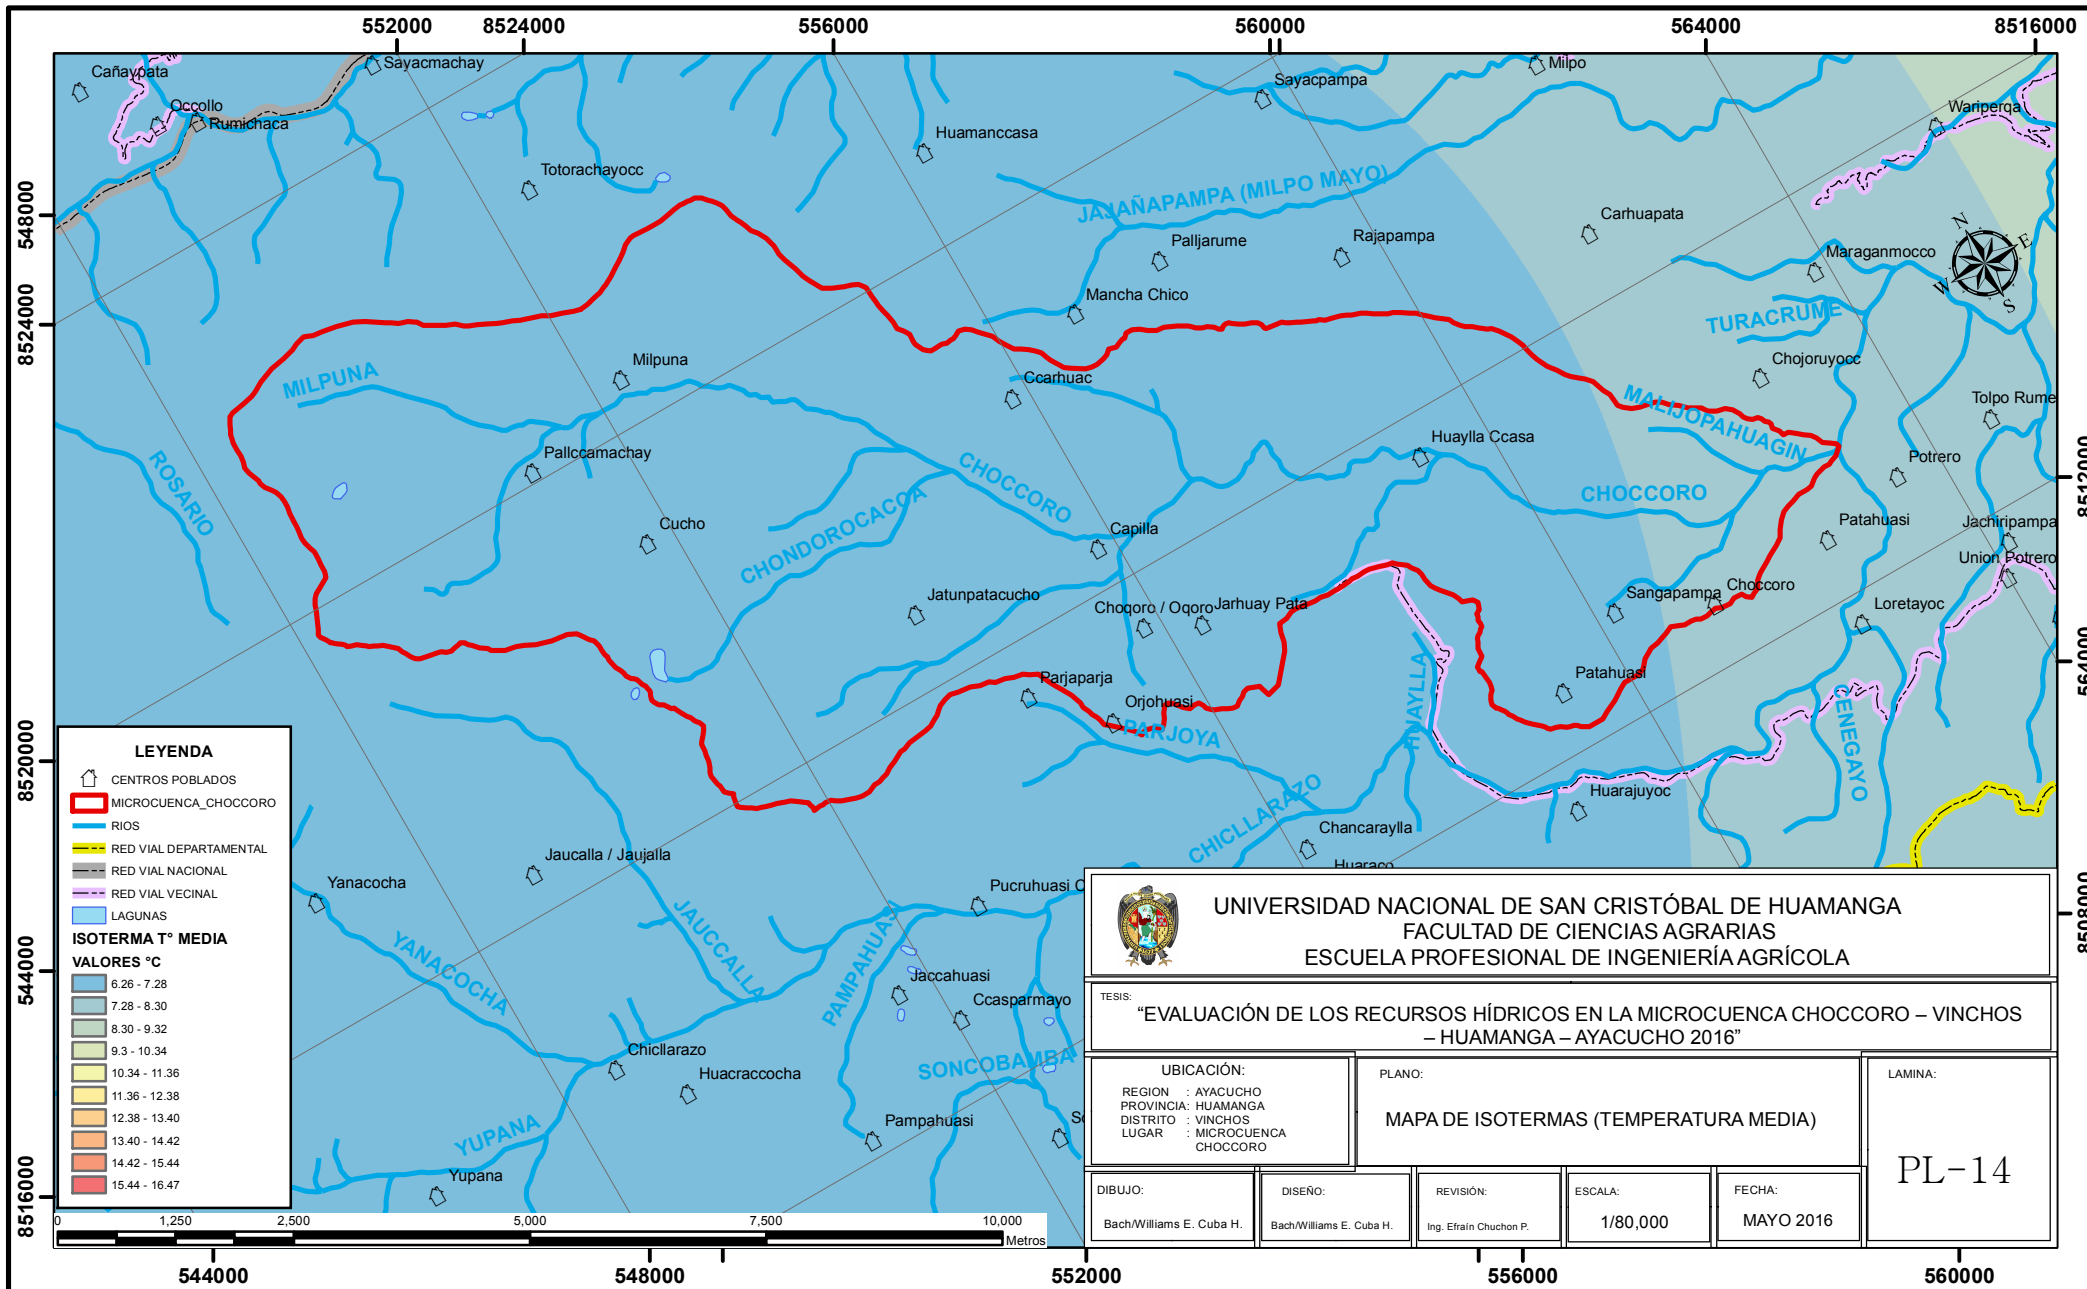 552000
8524000
556000
560000
564000
8516000
548000
8524000
8520000
544000
8516000
8512000
564000
8508000
544000
548000
552000
556000
560000
Cañaypata
Occollo
Rumichaca
Sayacmachay
Totorachayocc
Huamanccasa
Sayacpampa
Milpo
Wariperqa
JAJAÑAPAMPA (MILPO MAYO)
Palljarume
Rajapampa
Carhuapata
Maraganmocco
N
E
W
S
Mancha Chico
TURACRUME
Chojoruyocc
Tolpo Rume
MILPUNA
Milpuna
Ccarhuac
MALIJOPAHUAGIN
Huaylla Ccasa
Potrero
ROSARIO
Pallccamachay
CHOCCORO
CHOCCORO
Cucho
CHONDOROCACCA
Capilla
Patahuasi
Jachiripampa
Union Potrero
Jatunpatacucho
Choqoro / Oqoro
Jarhuay Pata
Sangapampa
Choccoro
Loretayoc
Parjaparja
Orjohuasi
PARJOYA
HUAYLLA
Patahuasi
CENEGAYO
CHICLLARAZO
Huarajuyoc
Chancaraylla
Huaraco
Jaucalla / Jaujalla
Yanacocha
Pucruhuasi C
YANACOCHA
JAUCCALLA
PAMPAHUASI
Jaccahuasi
Ccasparmayo
Chicllarazo
Huacraccocha
SONCOBAMBA
YUPANA
Pampahuasi
Yupana
LEYENDA
CENTROS POBLADOS
MICROCUENCA_CHOCCORO
RIOS
RED VIAL DEPARTAMENTAL
RED VIAL NACIONAL
RED VIAL VECINAL
LAGUNAS
ISOTERMA T° MEDIA
VALORES °C
6.26 - 7.28
7.28 - 8.30
8.30 - 9.32
9.3 - 10.34
10.34 - 11.36
11.36 - 12.38
12.38 - 13.40
13.40 - 14.42
14.42 - 15.44
15.44 - 16.47
0 1,250 2,500 5,000 7,500 10,000
Metros
UNIVERSIDAD NACIONAL DE SAN CRISTÓBAL DE HUAMANGA
FACULTAD DE CIENCIAS AGRARIAS
ESCUELA PROFESIONAL DE INGENIERÍA AGRÍCOLA
TESIS:
“EVALUACIÓN DE LOS RECURSOS HÍDRICOS EN LA MICROCUENCA CHOCCORO – VINCHOS
– HUAMANGA – AYACUCHO 2016”
UBICACIÓN:
REGION : AYACUCHO
PROVINCIA: HUAMANGA
DISTRITO : VINCHOS
LUGAR : MICROCUENCA
CHOCCORO
PLANO:
MAPA DE ISOTERMAS (TEMPERATURA MEDIA)
LAMINA:
PL-14
DIBUJO:
Bach/Williams E. Cuba H.
DISEÑO:
Bach/Williams E. Cuba H.
REVISIÓN:
Ing. Efraín Chuchon P.
ESCALA:
1/80,000
FECHA:
MAYO 2016